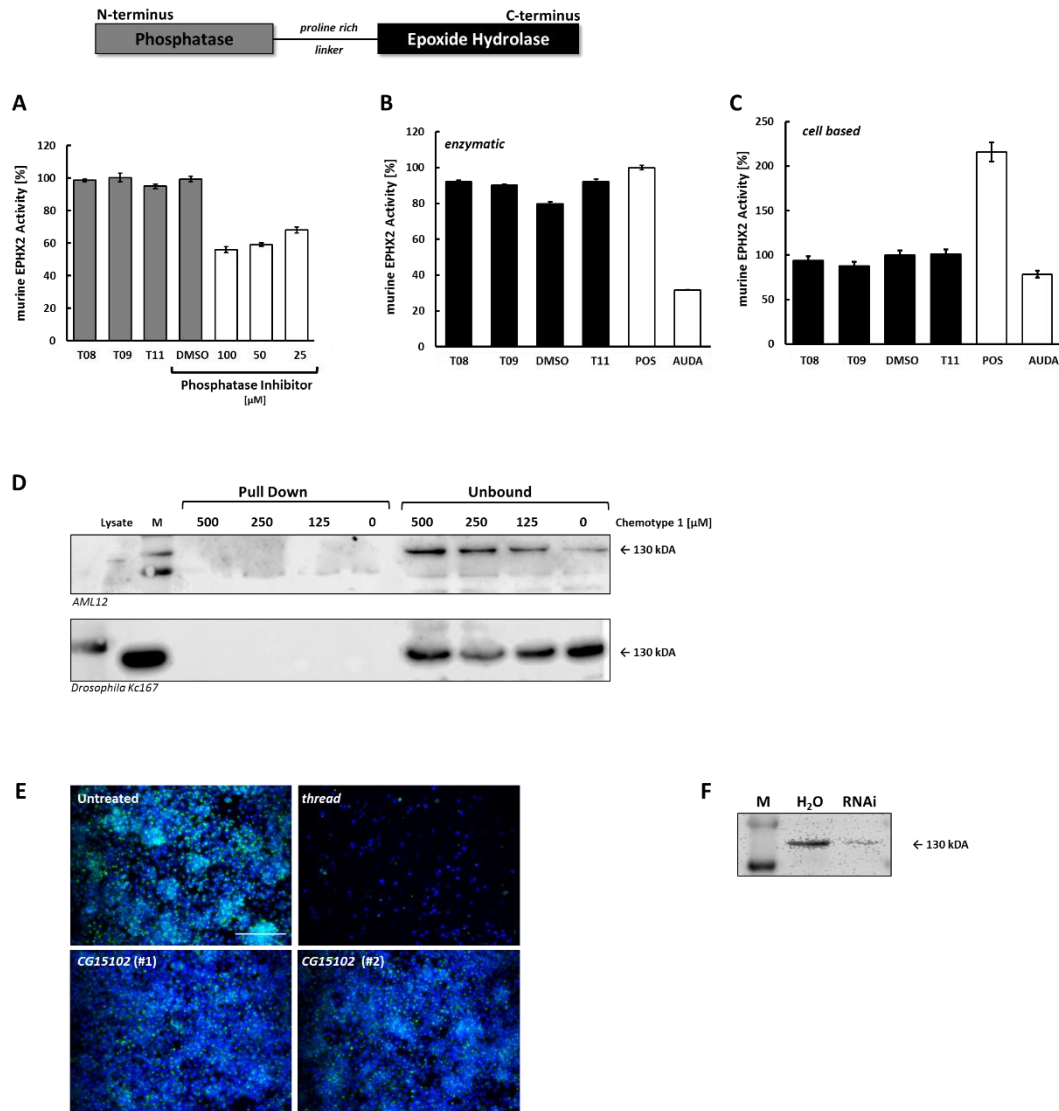 N-terminus C-terminus
Phosphatase proline rich linker Epoxide Hydrolase
A
murine EPHX2 Activity [%]
120
100
80
60
40
20
0
T08 T09 T11 DMSO 100 50 25
Phosphatase Inhibitor
[µM]
B
enzymatic
murine EPHX2 Activity [%]
120
100
80
60
40
20
0
T08 T09 DMSO T11 POS AUDA
C
cell based
murine EPHX2 Activity [%]
250
200
150
100
50
0
T08 T09 DMSO T11 POS AUDA
D
Pull Down Unbound
Lysate M 500 250 125 0 500 250 125 0 Chemotype 1 [µM]
← 130 kDA
AML12
← 130 kDA
Drosophila Kc167
E
Untreated thread
CG15102 (#1) CG15102 (#2)
F
M H₂O RNAi
← 130 kDA